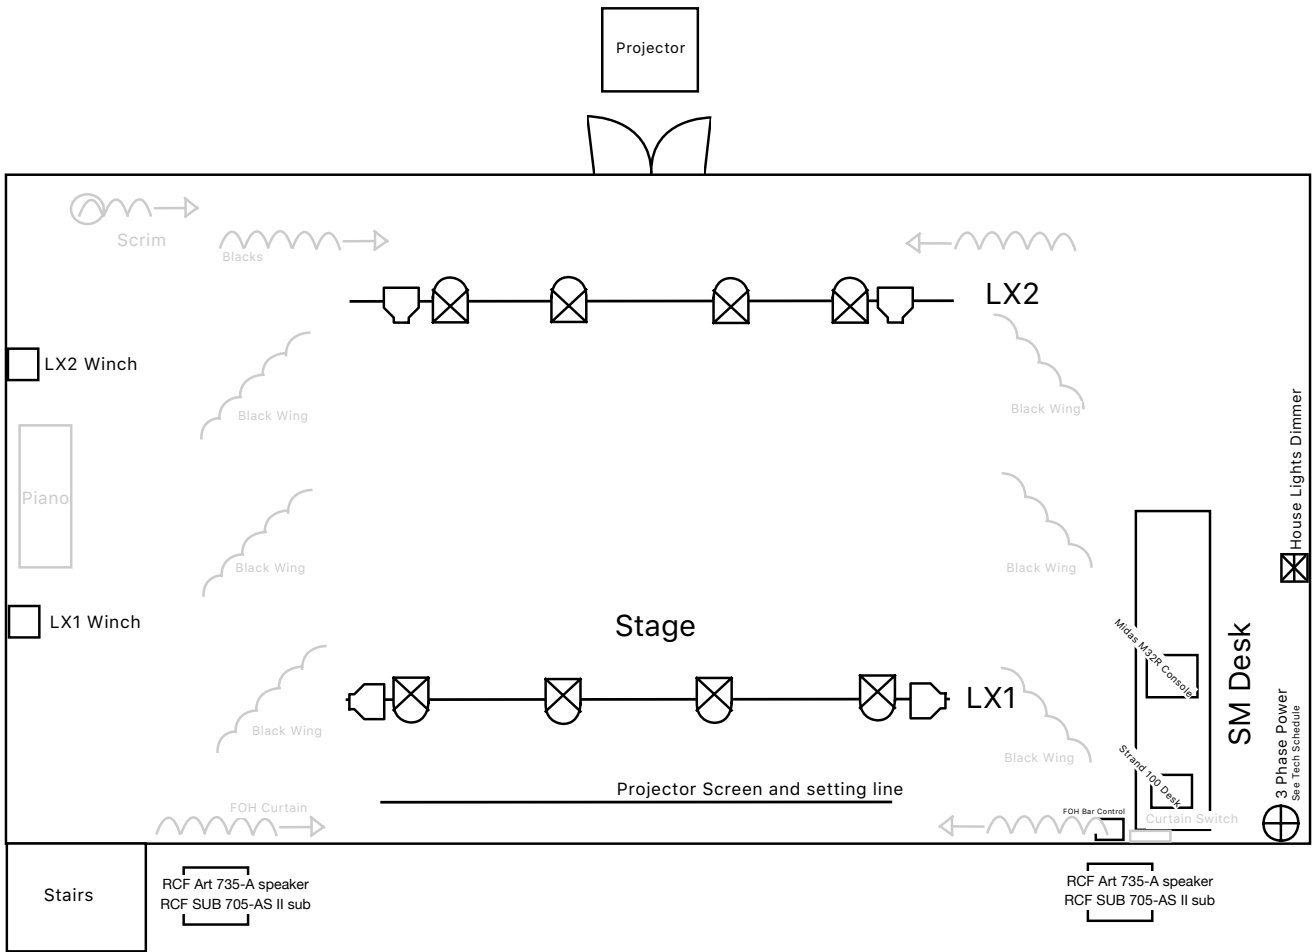 Projector
Scrim
Blacks
LX2
LX2 Winch
Black Wing
Black Wing
House Lights Dimmer
Piano
Black Wing
Black Wing
LX1 Winch
Stage
Midas M32R Console
SM Desk
LX1
Black Wing
Black Wing
3 Phase Power
See Tech Schedule
Strand 100 Desk
Projector Screen and setting line
FOH Curtain
FOH Bar Control
Curtain Switch
Stairs
RCF Art 735-A speaker
RCF SUB 705-AS II sub
RCF Art 735-A speaker
RCF SUB 705-AS II sub